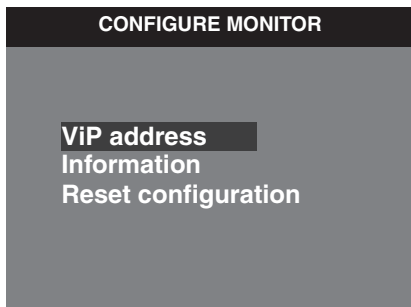 CONFIGURE MONITOR
ViP address
Information
Reset configuration